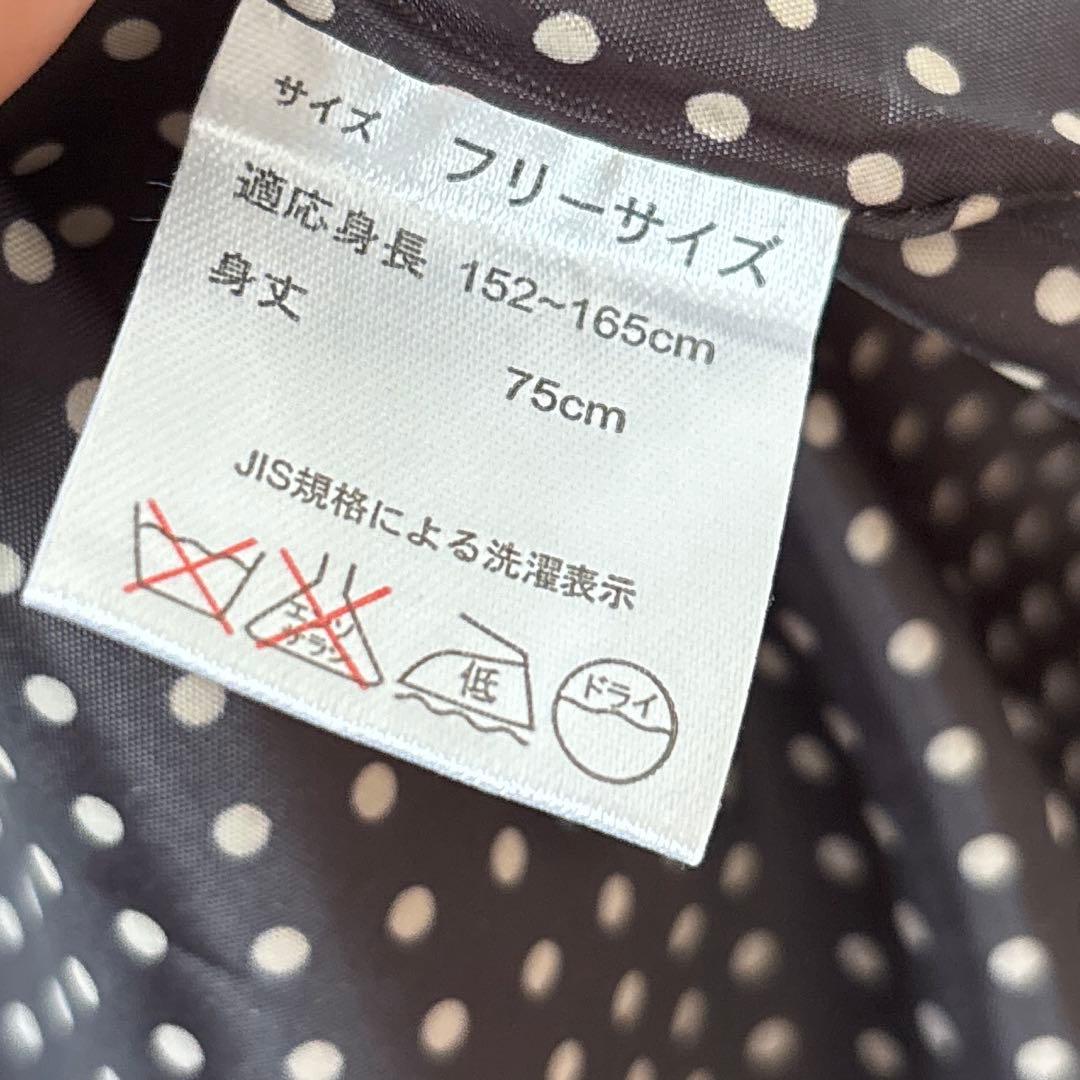 サイズ フリーサイズ
適応身長 152~165cm
身丈 75cm
JIS規格による洗濯表示
エンソ
サラシ
低
ドライ